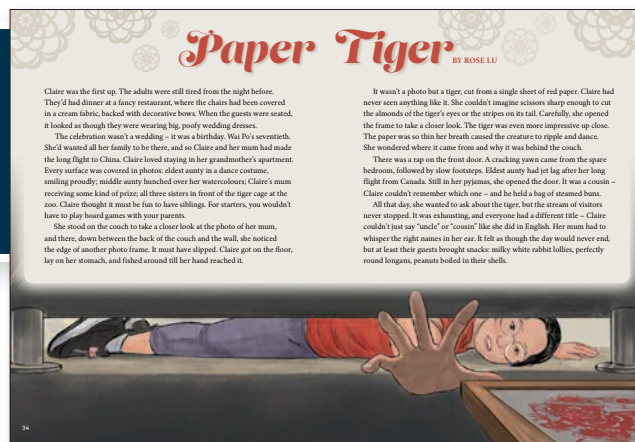 Paper Tiger
BY ROSE LU
Claire was the first up. The adults were still tired from the night before.
They’d had dinner at a fancy restaurant, where the chairs had been covered
in a cream fabric, backed with decorative bows. When the guests were seated,
it looked as though they were wearing big, poofy wedding dresses.
The celebration wasn’t a wedding – it was a birthday. Wai Po’s seventieth.
She’d wanted all her family to be there, and so Claire and her mum had made
the long flight to China. Claire loved staying in her grandmother’s apartment.
Every surface was covered in photos: eldest aunty in a dance costume,
smiling proudly; middle aunty hunched over her watercolours; Claire’s mum
receiving some kind of prize; all three sisters in front of the tiger cage at the
zoo. Claire thought it must be fun to have siblings. For starters, you wouldn’t
have to play board games with your parents.
She stood on the couch to take a closer look at the photo of her mum,
and there, down between the back of the couch and the wall, she noticed
the edge of another photo frame. It must have slipped. Claire got on the floor,
lay on her stomach, and fished around till her hand reached it.
It wasn’t a photo but a tiger, cut from a single sheet of red paper. Claire had
never seen anything like it. She couldn’t imagine scissors sharp enough to cut
the almonds of the tiger’s eyes or the stripes on its tail. Carefully, she opened
the frame to take a closer look. The tiger was even more impressive up close.
The paper was so thin her breath caused the creature to ripple and dance.
She wondered where it came from and why it was behind the couch.
There was a rap on the front door. A cracking yawn came from the spare
bedroom, followed by slow footsteps. Eldest aunty had jet lag after her long
flight from Canada. Still in her pyjamas, she opened the door. It was a cousin –
Claire couldn’t remember which one – and he held a bag of steamed buns.
All that day, she wanted to ask about the tiger, but the stream of visitors
never stopped. It was exhausting, and everyone had a different title – Claire
couldn’t just say “uncle” or “cousin” like she did in English. Her mum had to
whisper the right names in her ear. It felt as though the day would never end,
but at least their guests brought snacks: milky white rabbit lollies, perfectly
round longans, peanuts boiled in their shells.
34